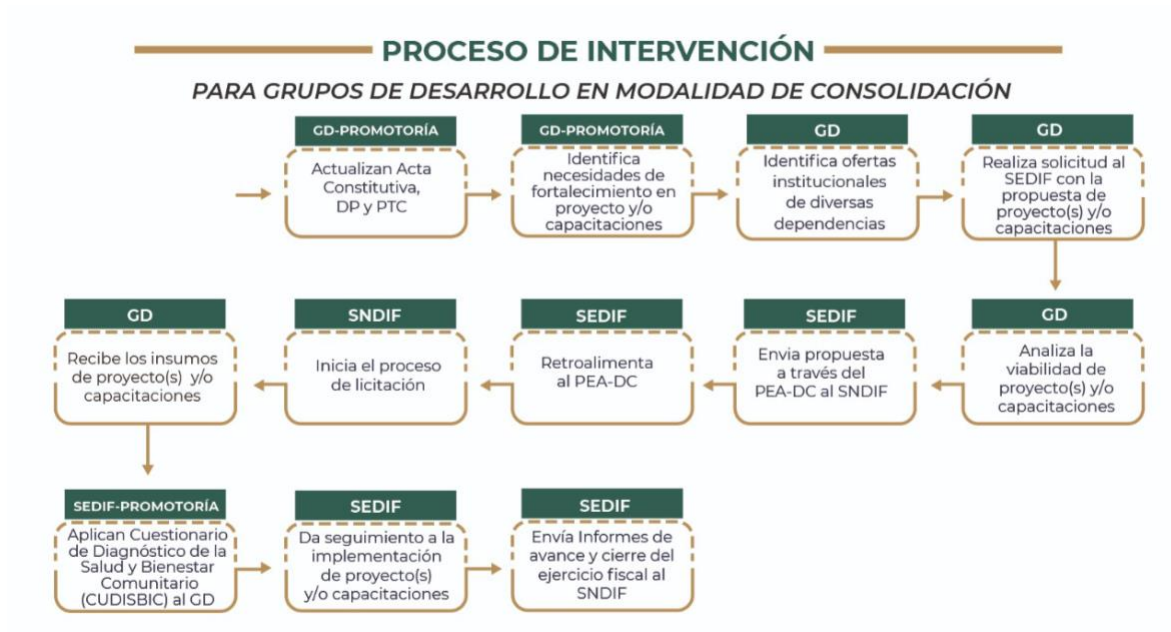 PROCESO DE INTERVENCIÓN
PARA GRUPOS DE DESARROLLO EN MODALIDAD DE CONSOLIDACIÓN
GD-PROMOTORÍA
Actualizan Acta
Constitutiva,
DP y PTC
GD-PROMOTORÍA
Identifica
necesidades de
fortalecimiento en
proyecto y/o
capacitaciones
GD
Identifica ofertas
institucionales
de diversas
dependencias
GD
Realiza solicitud al
SEDIF con la
propuesta de
proyecto(s) y/o
capacitaciones
GD
Analiza la
viabilidad de
proyecto(s) y/o
capacitaciones
SEDIF
Envia propuesta
a través del
PEA-DC al SNDIF
SEDIF
Retroalimenta
al PEA-DC
SNDIF
Inicia el proceso
de licitación
GD
Recibe los insumos
de proyecto(s) y/o
capacitaciones
SEDIF-PROMOTORÍA
Aplican Cuestionario
de Diagnóstico de la
Salud y Bienestar
Comunitario
(CUDISBIC) al GD
SEDIF
Da seguimiento a la
implementación
de proyecto(s)
y/o capacitaciones
SEDIF
Envía Informes de
avance y cierre del
ejercicio fiscal al
SNDIF